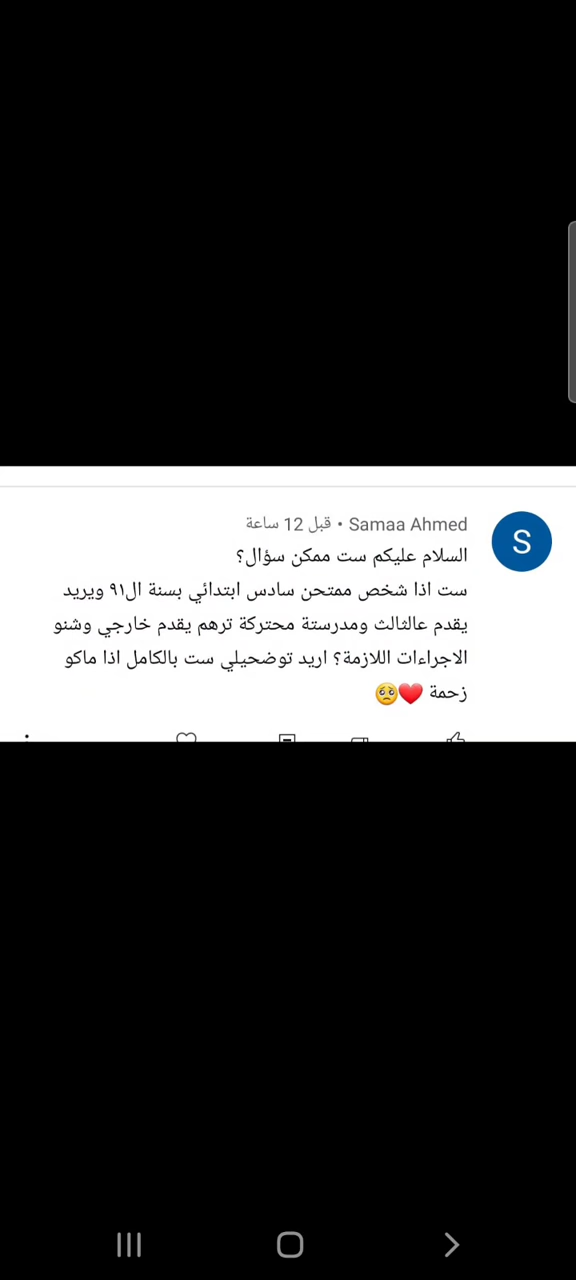 Samaa Ahmed • قبل 12 ساعة
S
السلام عليكم ست ممكن سؤال؟
ست اذا شخص ممتحن سادس ابتدائي بسنة ال٩١ ويريد
يقدم عالثالث ومدرستة محتركة ترهم يقدم خارجي وشنو
الاجراءات اللازمة؟ اريد توضحيلي ست بالكامل اذا ماكو
زحمة ❤️🥺